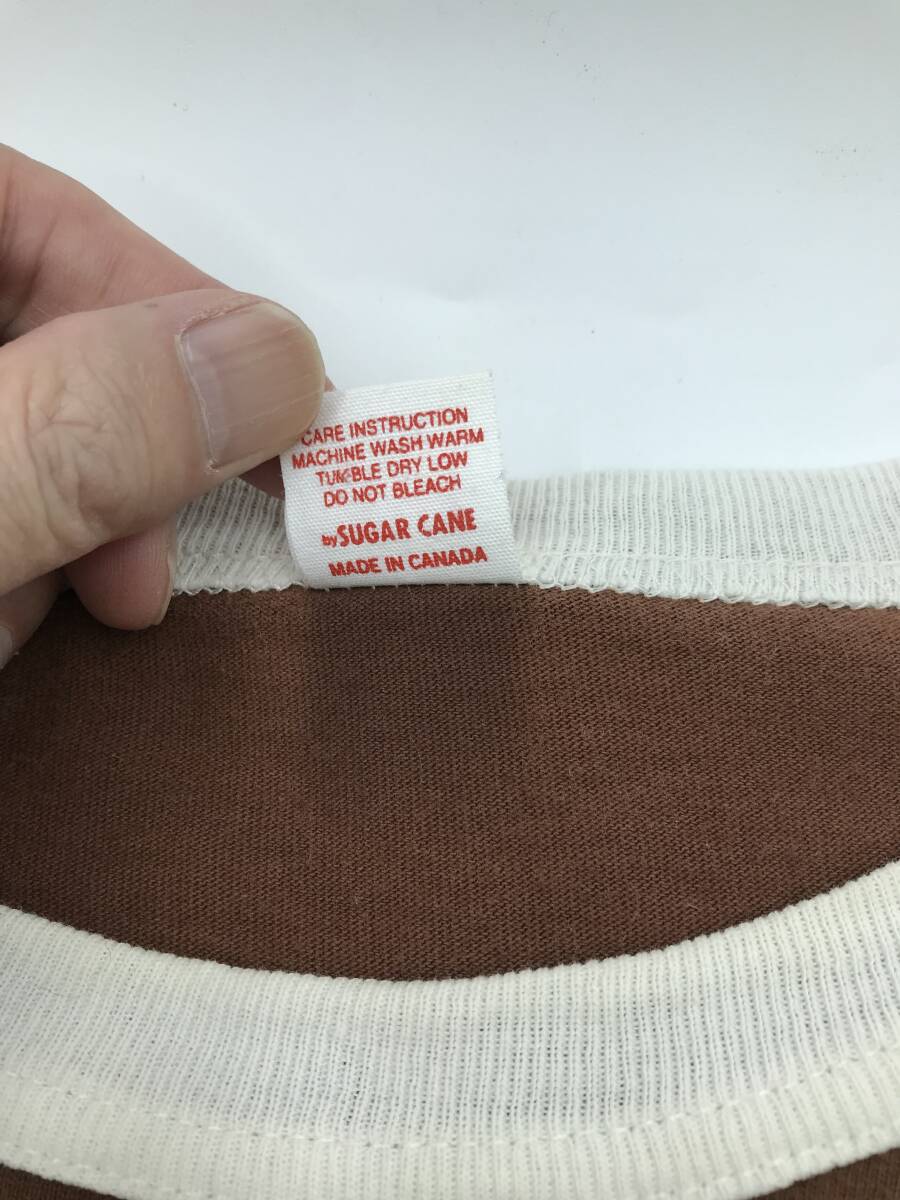 CARE INSTRUCTION
MACHINE WASH WARM
TUMBLE DRY LOW
DO NOT BLEACH
by SUGAR CANE
MADE IN CANADA